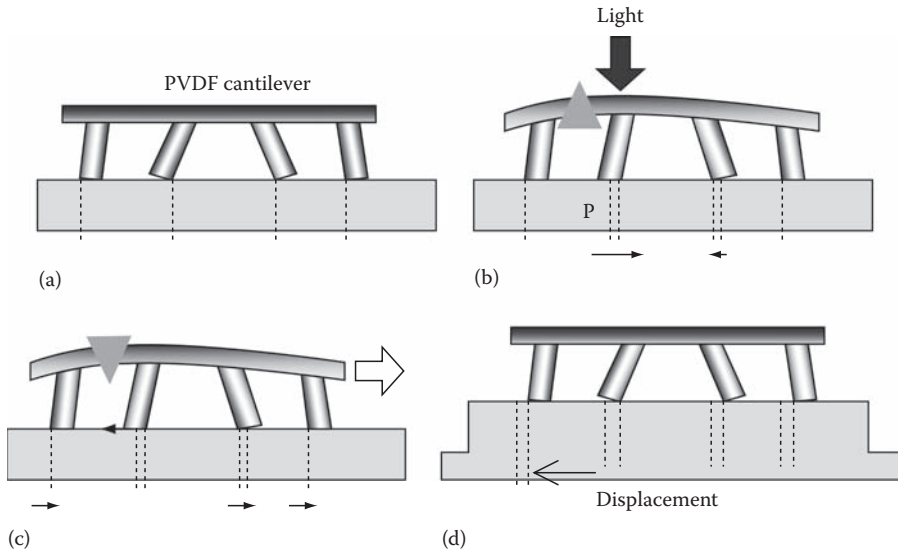 PVDF cantilever
(a)
Light
P
(b)
(c)
Displacement
(d)